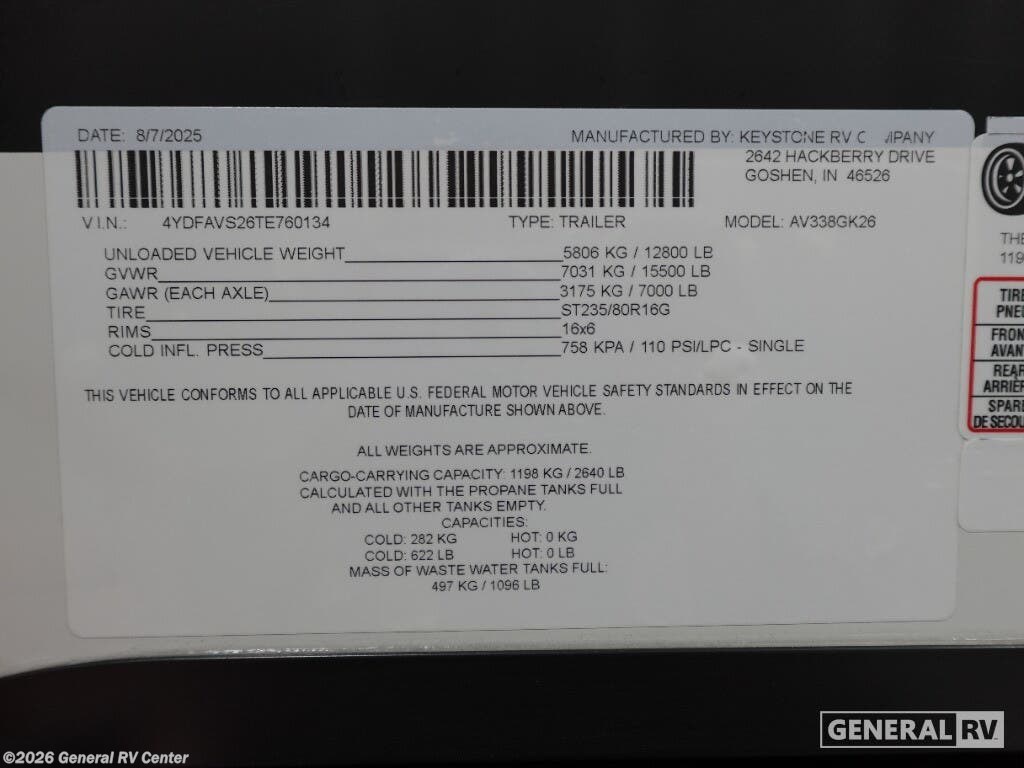 DATE: 8/7/2025
MANUFACTURED BY: KEYSTONE RV
2642 HACKBERRY DRIVE
GOSHEN, IN 46526
V.I.N.: 4YDFAVS26TE760134 TYPE: TRAILER MODEL: AV338GK26
UNLOADED VEHICLE WEIGHT 5806 KG / 12800 LB
GVWR 7031 KG / 15500 LB
GAWR (EACH AXLE) 3175 KG / 7000 LB
TIRE ST235/80R16G
RIMS 16x6
COLD INFL. PRESS 758 KPA / 110 PSI/LPC - SINGLE
THIS VEHICLE CONFORMS TO ALL APPLICABLE U.S. FEDERAL MOTOR VEHICLE SAFETY STANDARDS IN EFFECT ON THE
DATE OF MANUFACTURE SHOWN ABOVE.
ALL WEIGHTS ARE APPROXIMATE.
CARGO-CARRYING CAPACITY: 1198 KG / 2640 LB
CALCULATED WITH THE PROPANE TANKS FULL
AND ALL OTHER TANKS EMPTY.
CAPACITIES:
COLD: 282 KG HOT: 0 KG
COLD: 622 LB HOT: 0 LB
MASS OF WASTE WATER TANKS FULL:
497 KG / 1096 LB
THE
119
TIRE
PNEU
FRON
AVAN
REAR
ARRIÈR
SPARE
DE SECOU
GENERAL RV
©2026 General RV Center